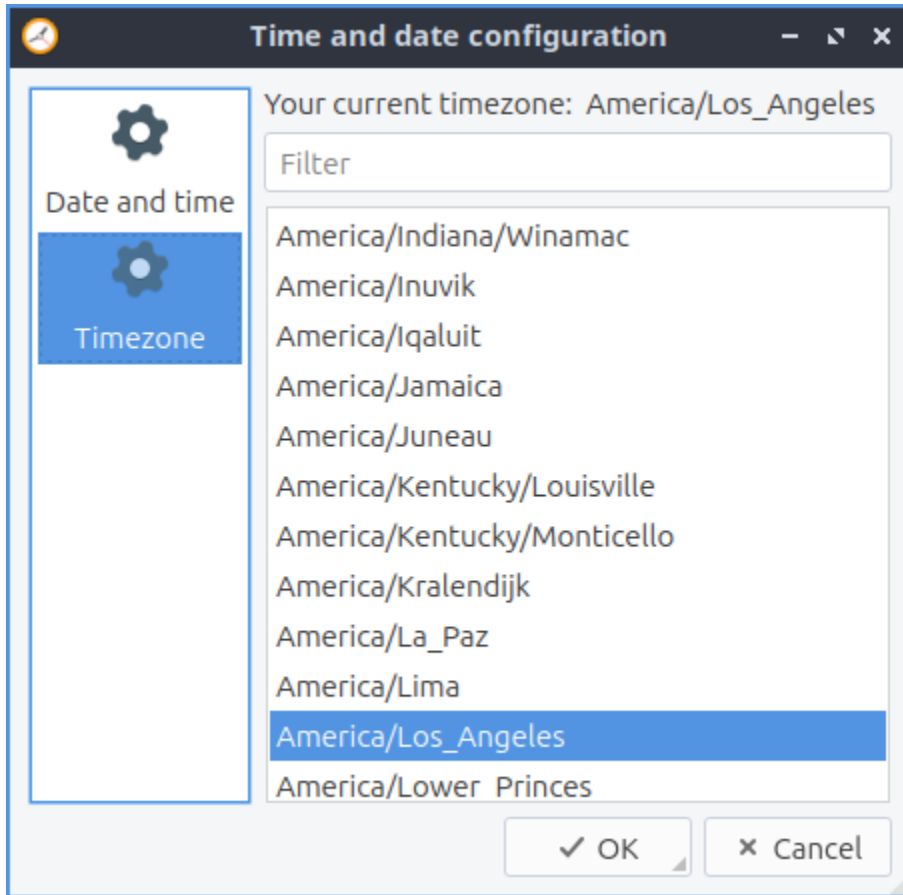 Time and date configuration
Your current timezone: America/Los_Angeles
Filter
Date and time
Timezone
America/Indiana/Winamac
America/Inuvik
America/Iqaluit
America/Jamaica
America/Juneau
America/Kentucky/Louisville
America/Kentucky/Monticello
America/Kralendijk
America/La_Paz
America/Lima
America/Los_Angeles
America/Lower_Princes
OK
Cancel